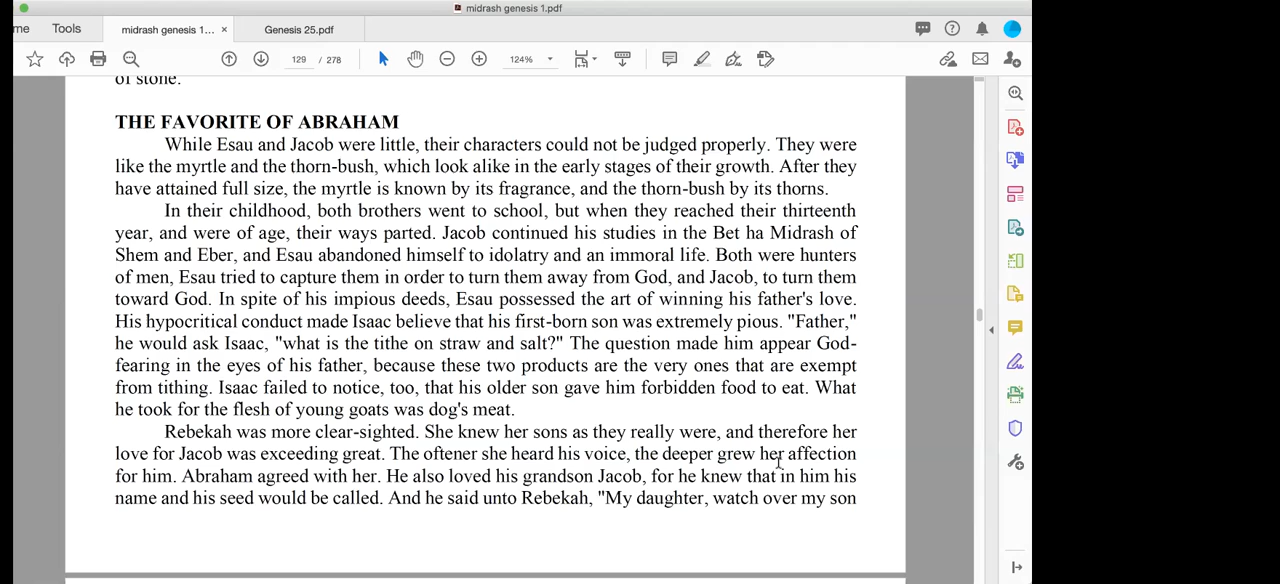 midrash genesis 1.pdf
me Tools midrash genesis 1... × Genesis 25.pdf
129 / 278 124%
of stone.
THE FAVORITE OF ABRAHAM
While Esau and Jacob were little, their characters could not be judged properly. They were
like the myrtle and the thorn-bush, which look alike in the early stages of their growth. After they
have attained full size, the myrtle is known by its fragrance, and the thorn-bush by its thorns.
In their childhood, both brothers went to school, but when they reached their thirteenth
year, and were of age, their ways parted. Jacob continued his studies in the Bet ha Midrash of
Shem and Eber, and Esau abandoned himself to idolatry and an immoral life. Both were hunters
of men, Esau tried to capture them in order to turn them away from God, and Jacob, to turn them
toward God. In spite of his impious deeds, Esau possessed the art of winning his father's love.
His hypocritical conduct made Isaac believe that his first-born son was extremely pious. "Father,"
he would ask Isaac, "what is the tithe on straw and salt?" The question made him appear God-
fearing in the eyes of his father, because these two products are the very ones that are exempt
from tithing. Isaac failed to notice, too, that his older son gave him forbidden food to eat. What
he took for the flesh of young goats was dog's meat.
Rebekah was more clear-sighted. She knew her sons as they really were, and therefore her
love for Jacob was exceeding great. The oftener she heard his voice, the deeper grew her affection
for him. Abraham agreed with her. He also loved his grandson Jacob, for he knew that in him his
name and his seed would be called. And he said unto Rebekah, "My daughter, watch over my son